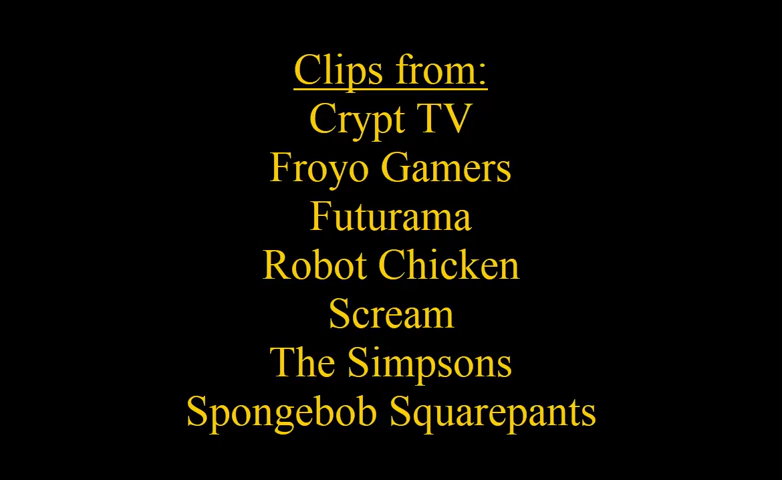 Clips from:
Crypt TV
Froyo Gamers
Futurama
Robot Chicken
Scream
The Simpsons
Spongebob Squarepants